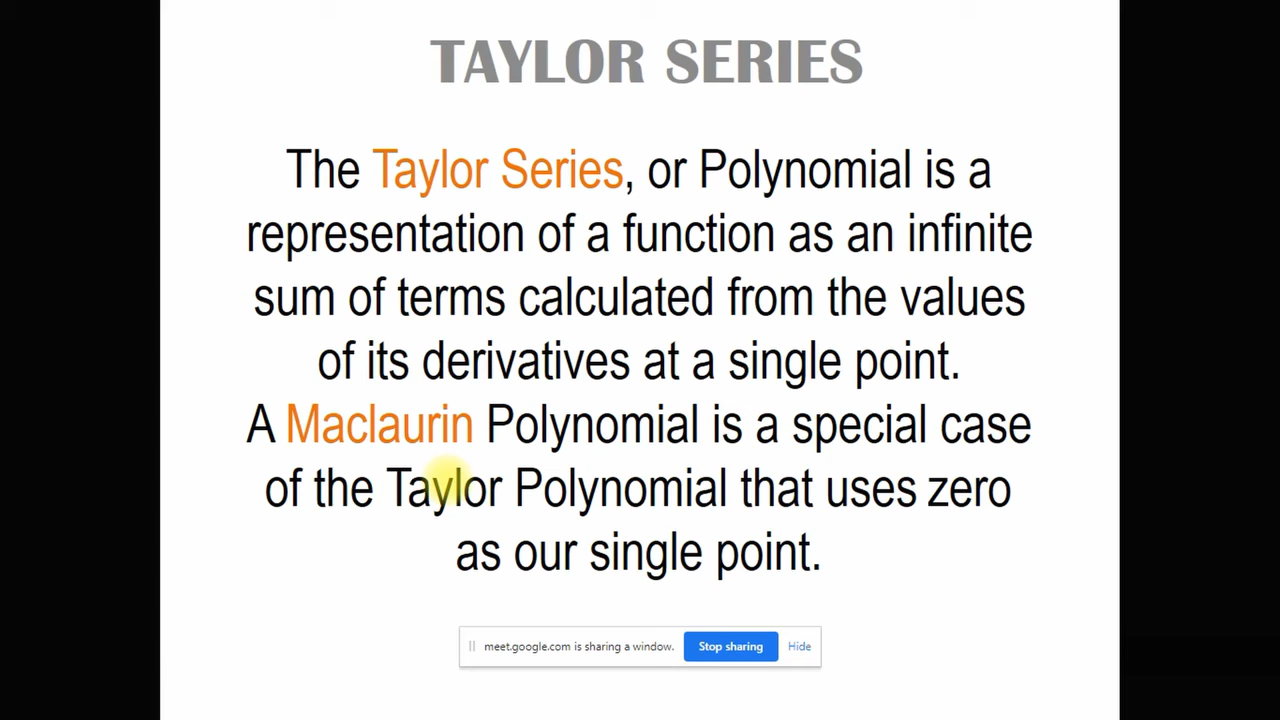 TAYLOR SERIES
The Taylor Series, or Polynomial is a
representation of a function as an infinite
sum of terms calculated from the values
of its derivatives at a single point.
A Maclaurin Polynomial is a special case
of the Taylor Polynomial that uses zero
as our single point.
meet.google.com is sharing a window. Stop sharing Hide